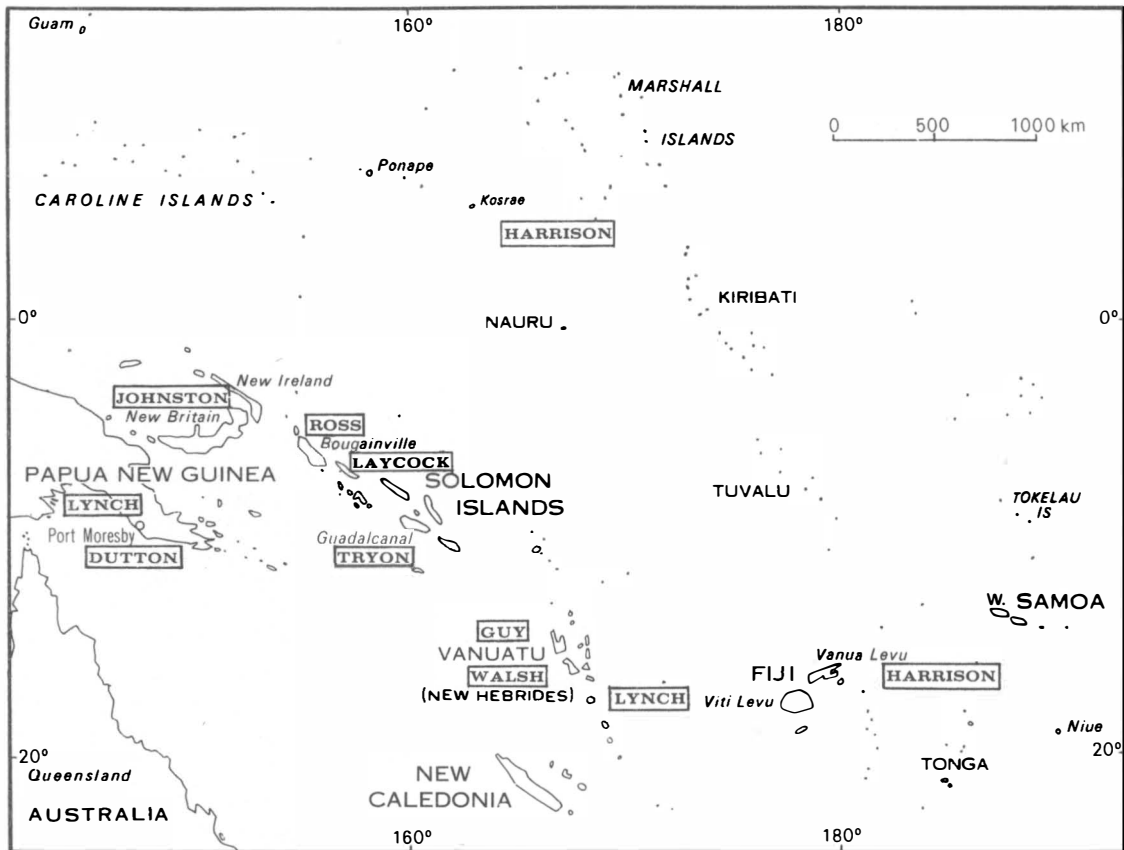 Guam
160°
180°
MARSHALL
ISLANDS
0 500 1000 km
Ponape
CAROLINE ISLANDS
Kosrae
HARRISON
KIRIBATI
0°
NAURU
0°
New Ireland
JOHNSTON
New Britain
ROSS
Bougainville
LAYCOCK
PAPUA NEW GUINEA
SOLOMON
ISLANDS
TUVALU
TOKELAU
IS
LYNCH
Port Moresby
DUTTON
Guadalcanal
TRYON
W. SAMOA
GUY
VANUATU
WALSH
(NEW HEBRIDES)
LYNCH
FIJI
Vanua Levu
HARRISON
Viti Levu
Niue
20°
20°
TONGA
Queensland
AUSTRALIA
NEW
CALEDONIA
160°
180°